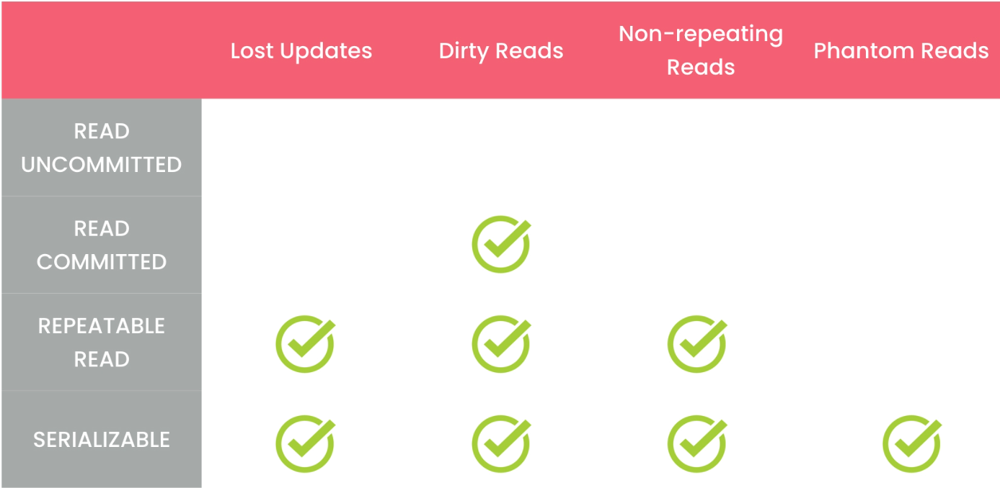 Lost Updates
Dirty Reads
Non-repeating
Reads
Phantom Reads
READ
UNCOMMITTED
READ
COMMITTED
REPEATABLE
READ
SERIALIZABLE